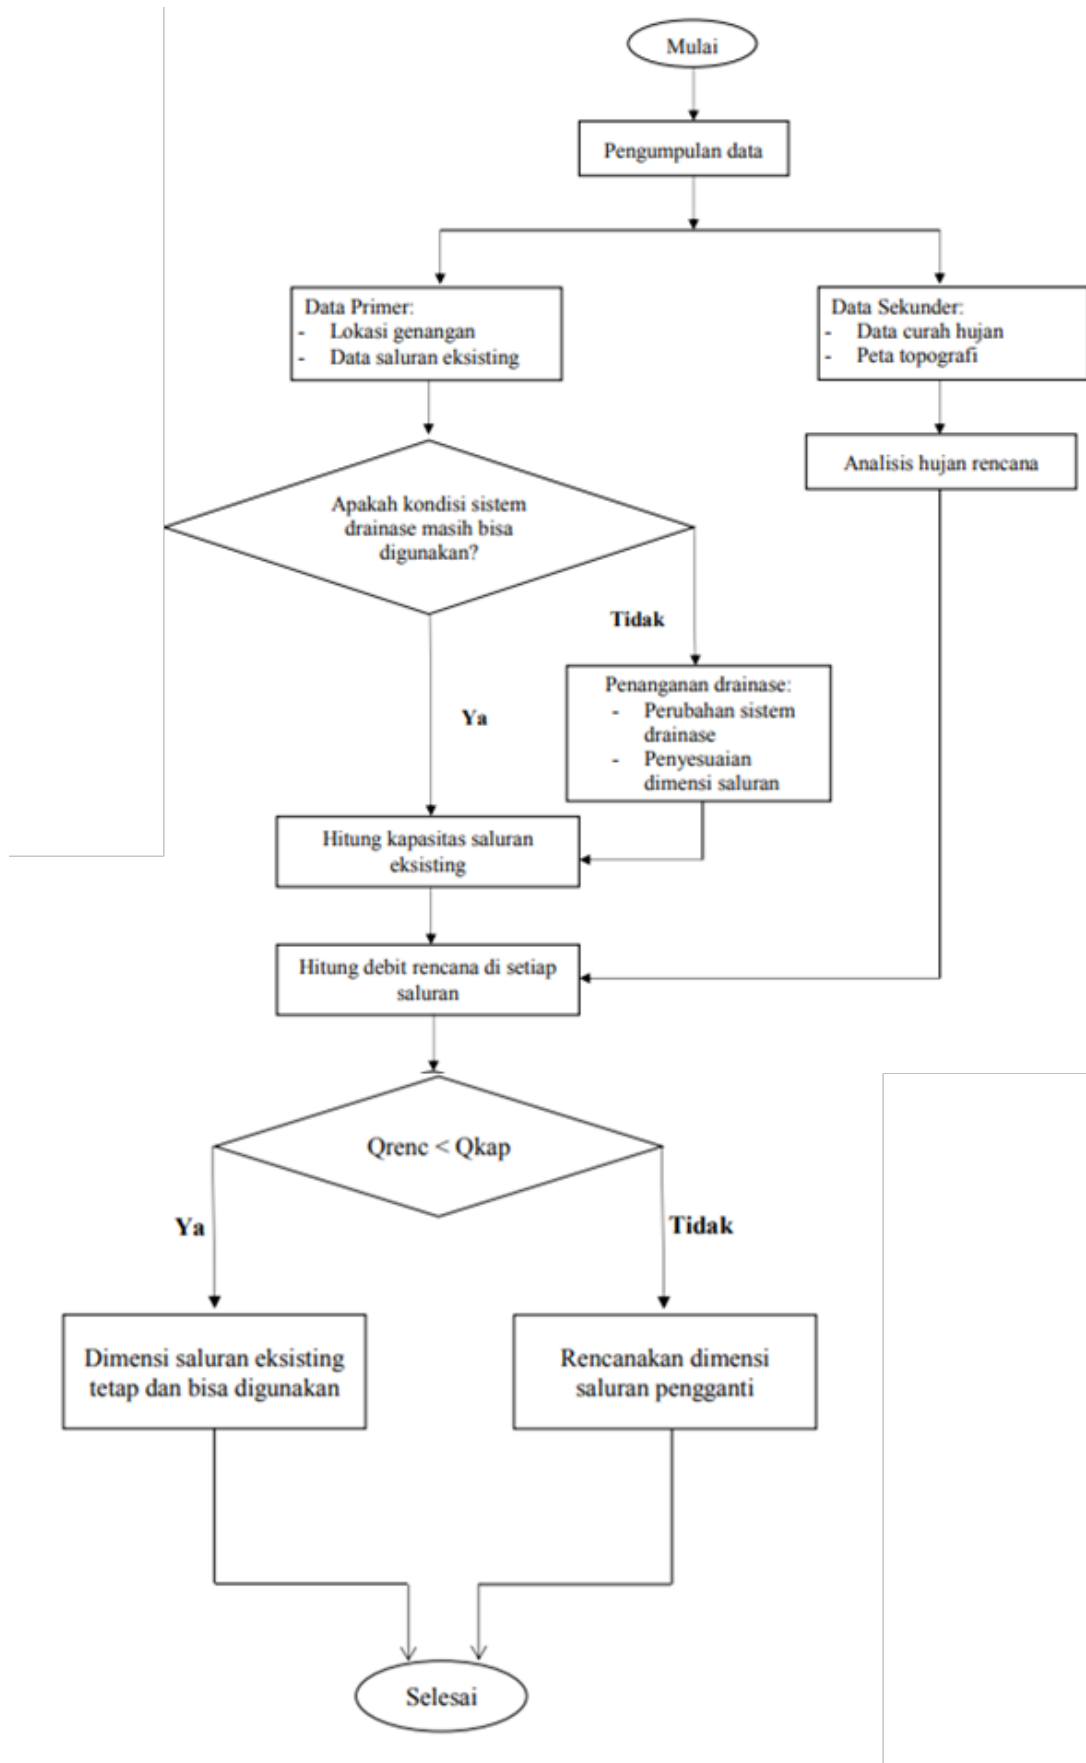 Mulai
Pengumpulan data
Data Primer:
- Lokasi genangan
- Data saluran eksisting
Data Sekunder:
- Data curah hujan
- Peta topografi
Analisis hujan rencana
Apakah kondisi sistem
drainase masih bisa
digunakan?
Tidak
Ya
Penanganan drainase:
- Perubahan sistem
drainase
- Penyesuaian
dimensi saluran
Hitung kapasitas saluran
eksisting
Hitung debit rencana di setiap
saluran
Qrenc < Qkap
Ya
Tidak
Dimensi saluran eksisting
tetap dan bisa digunakan
Rencanakan dimensi
saluran pengganti
Selesai